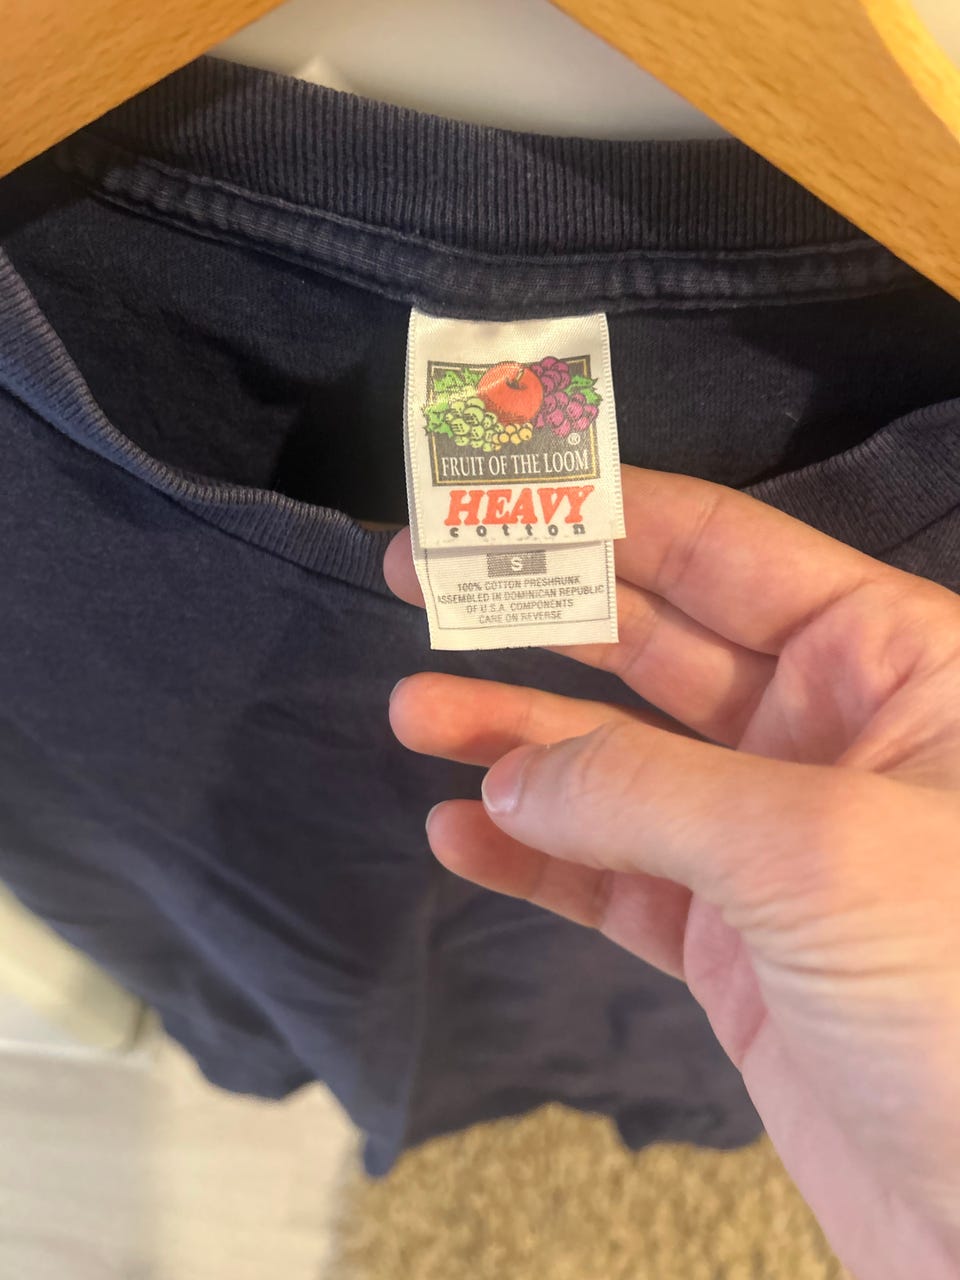 ®
FRUIT OF THE LOOM
HEAVY
cotton
S
100% COTTON PRESHRUNK
ASSEMBLED IN DOMINICAN REPUBLIC
OF U.S.A. COMPONENTS
CARE ON REVERSE